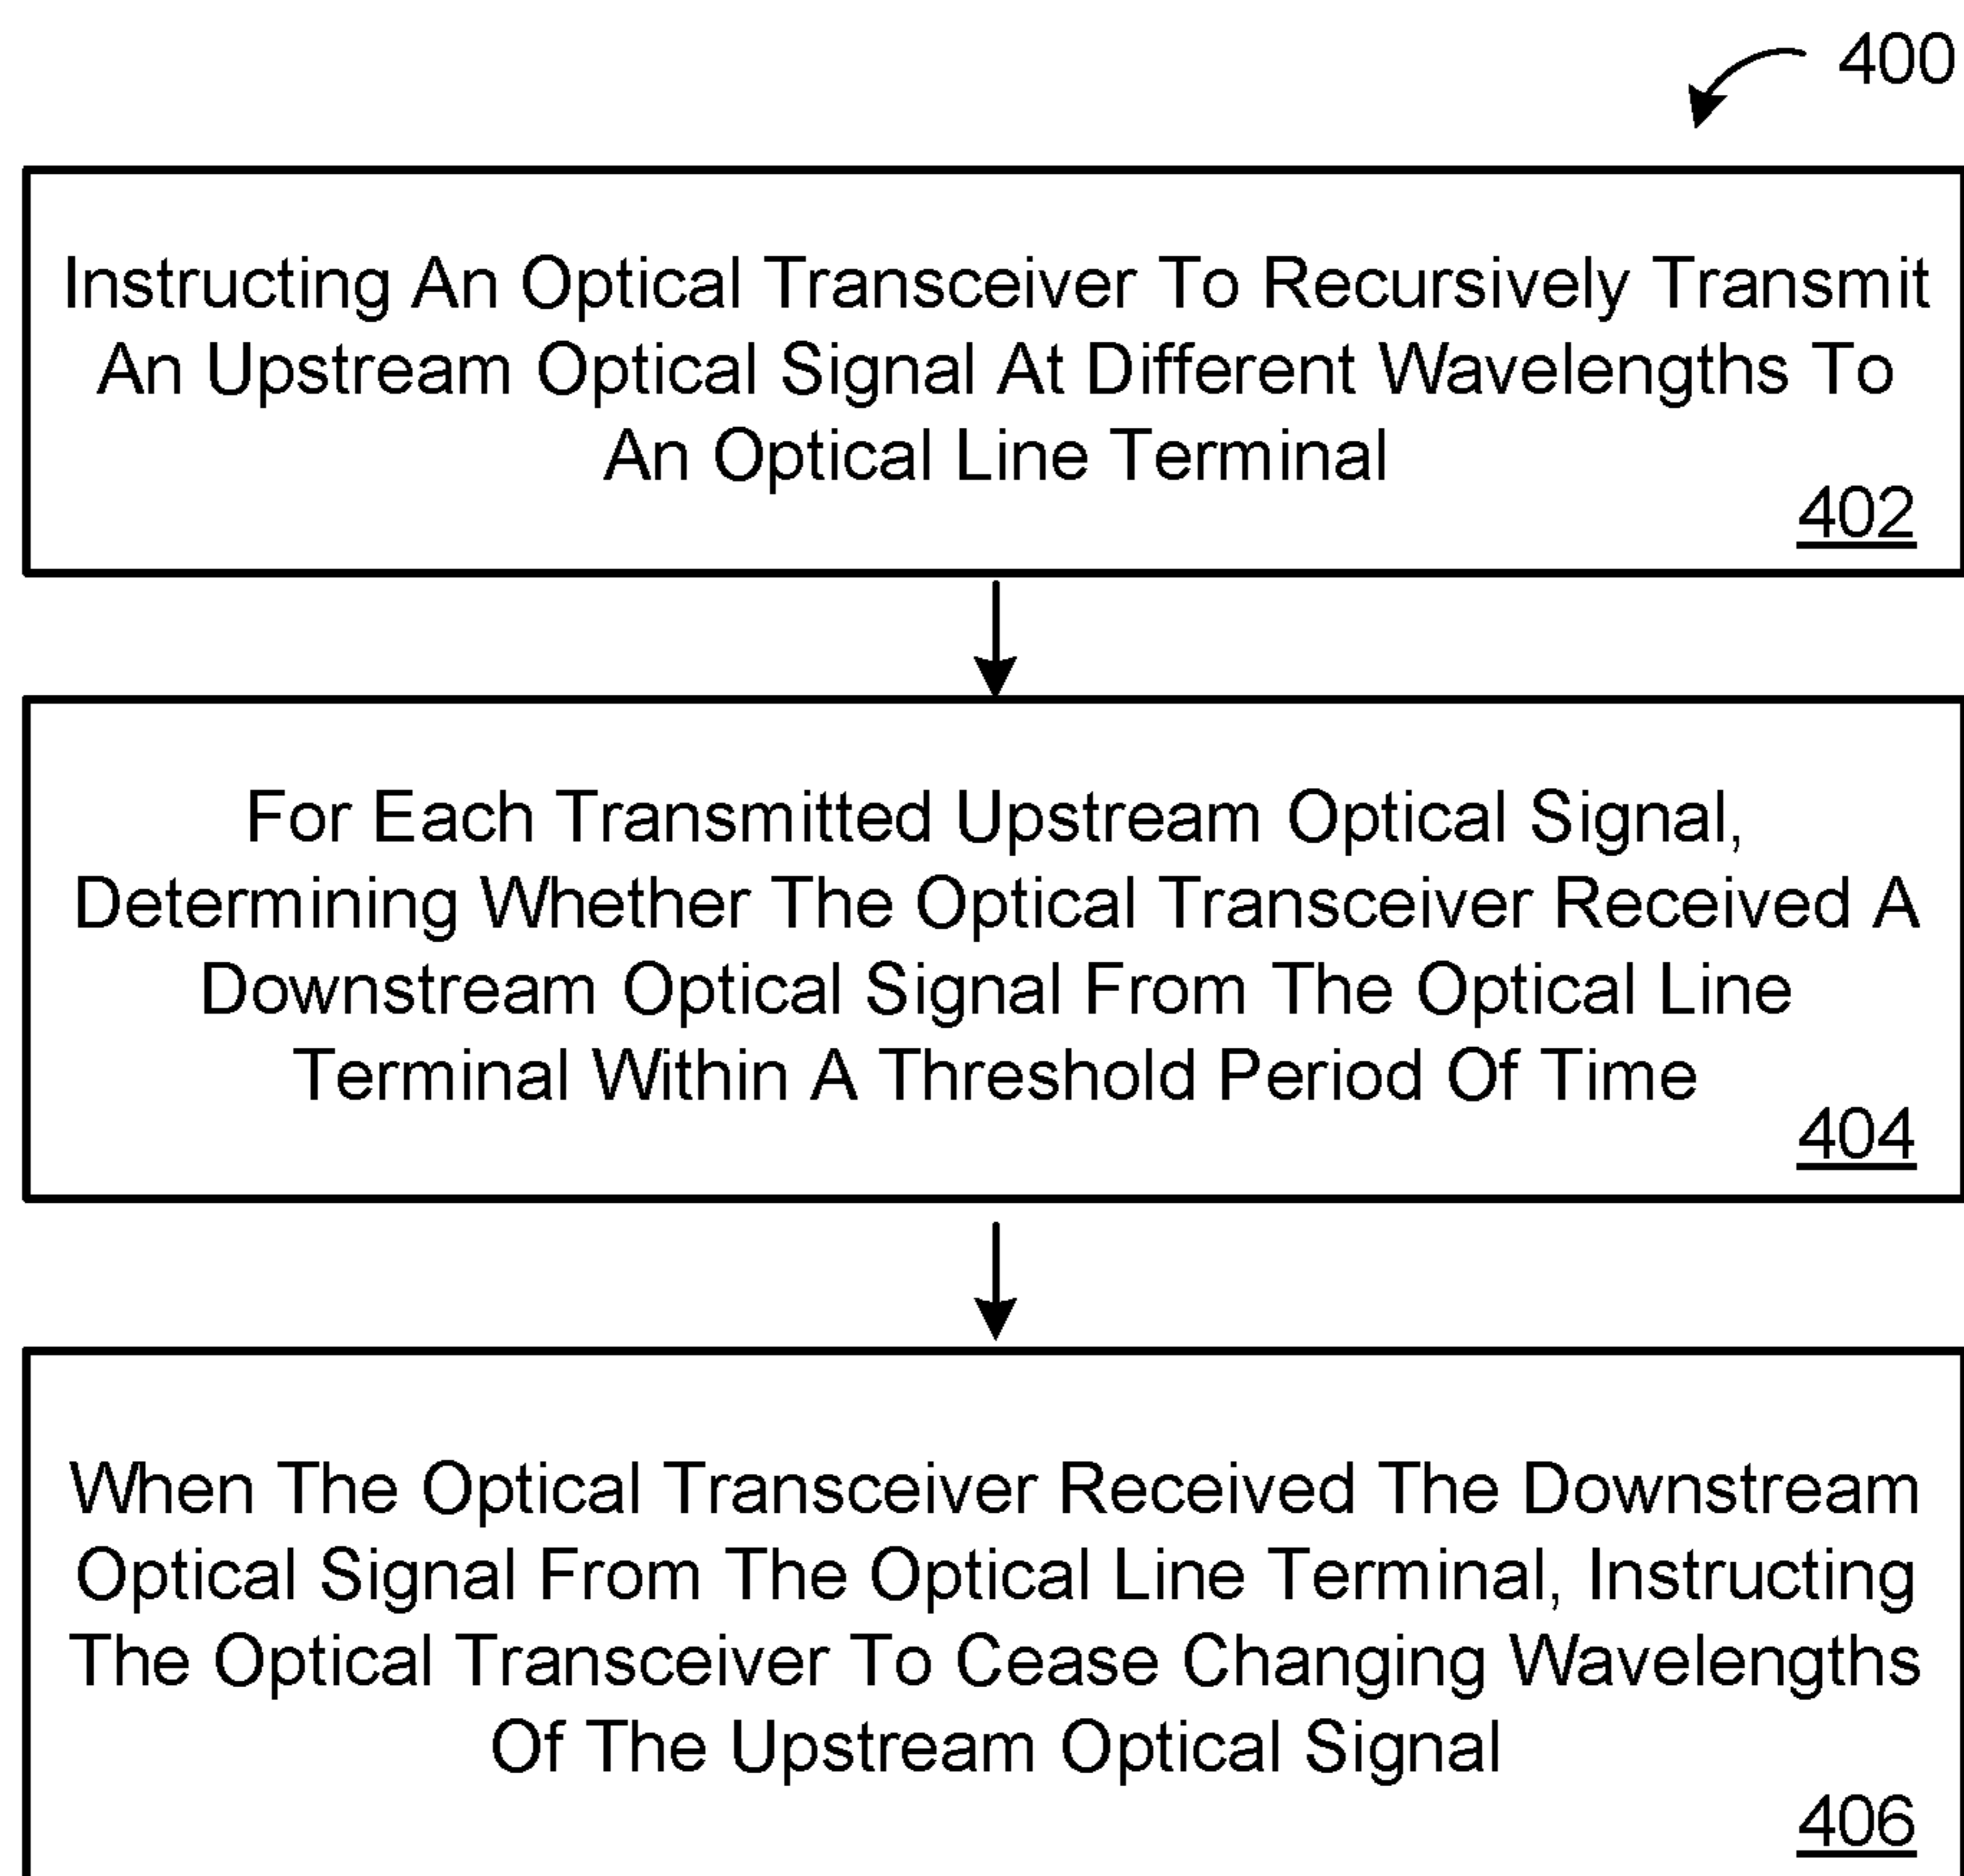 400
Instructing An Optical Transceiver To Recursively Transmit
An Upstream Optical Signal At Different Wavelengths To
An Optical Line Terminal
402
For Each Transmitted Upstream Optical Signal,
Determining Whether The Optical Transceiver Received A
Downstream Optical Signal From The Optical Line
Terminal Within A Threshold Period Of Time
404
When The Optical Transceiver Received The Downstream
Optical Signal From The Optical Line Terminal, Instructing
The Optical Transceiver To Cease Changing Wavelengths
Of The Upstream Optical Signal
406